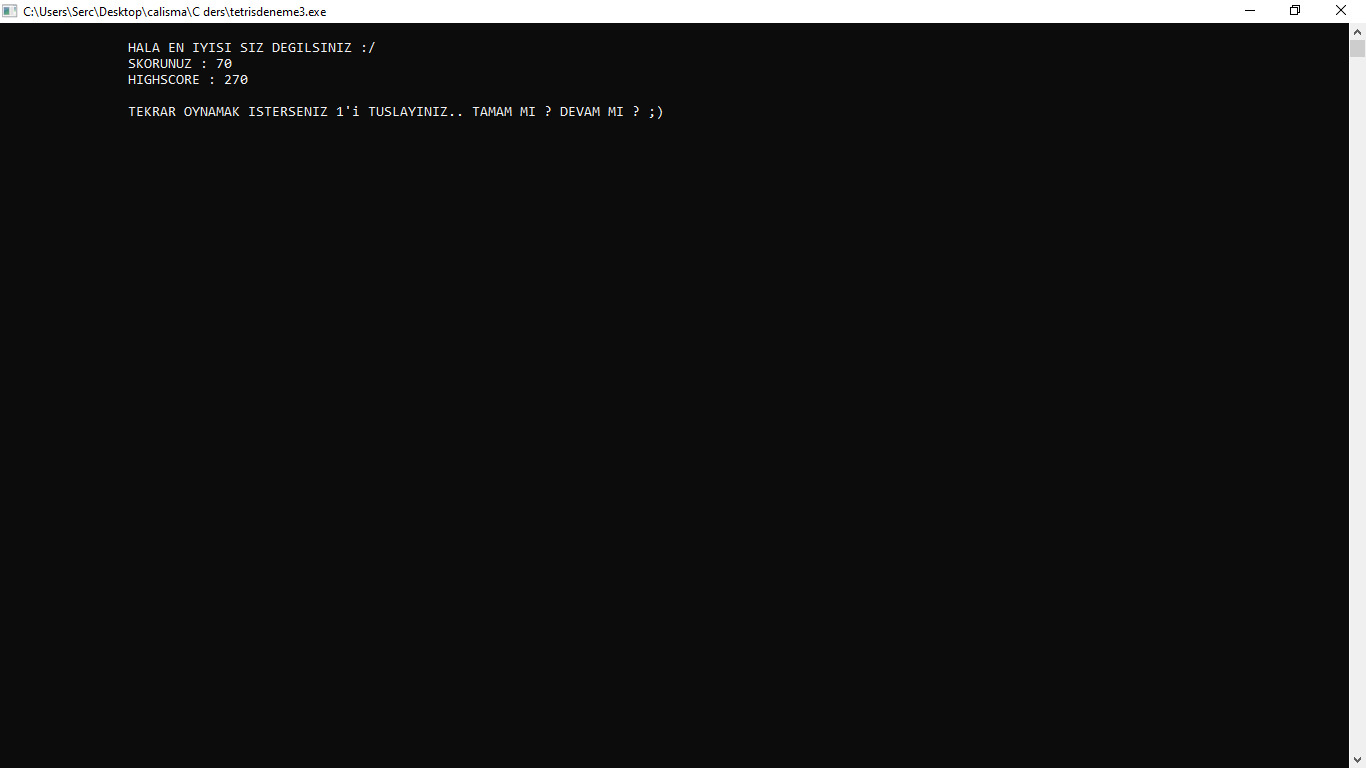 C:\Users\Serc\Desktop\calisma\C ders\tetrisdeneme3.exe
HALA EN IYISI SIZ DEGILSINIZ :/
SKORUNUZ : 70
HIGHSCORE : 270
TEKRAR OYNAMAK ISTERSENIZ 1'i TUSLAYINIZ.. TAMAM MI ? DEVAM MI ? ;)